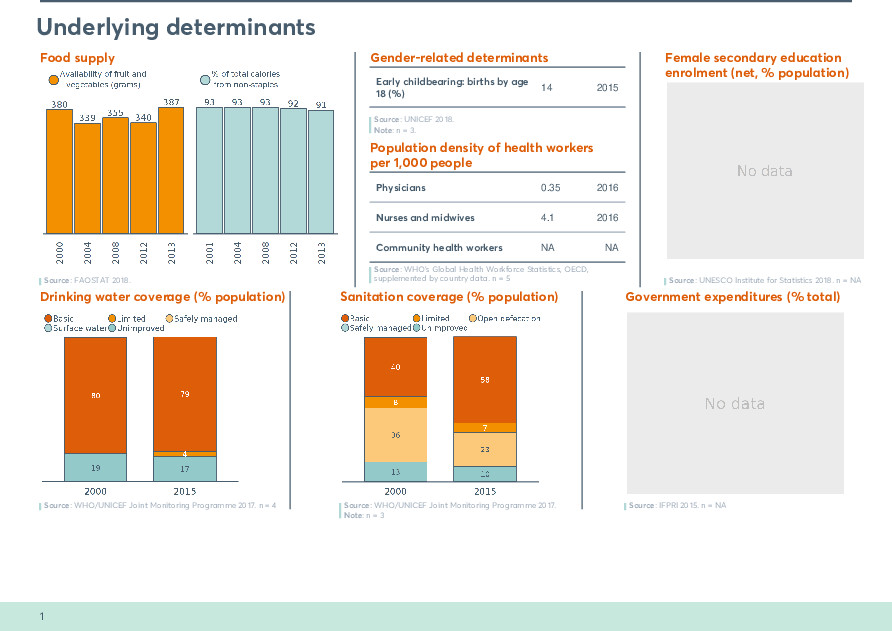 Underlying determinants
Food supply
Availability of fruit and
vegetables (grams)
% of total calories
from non-staples
380
339
355
340
387
93
93
93
92
91
2000
2004
2008
2012
2013
2001
2004
2008
2012
2013
Source: FAOSTAT 2018.
Gender-related determinants
Early childbearing: births by age
18 (%)
14
2015
Source: UNICEF 2018.
Note: n = 3.
Population density of health workers
per 1,000 people
Physicians
0.35
2016
Nurses and midwives
4.1
2016
Community health workers
NA
NA
Source: WHO's Global Health Workforce Statistics, OECD,
supplemented by country data. n = 5
Female secondary education
enrolment (net, % population)
No data
Source: UNESCO Institute for Statistics 2018. n = NA
Drinking water coverage (% population)
Basic
Limited
Safely managed
Surface water
Unimproved
80
19
79
4
17
2000
2015
Source: WHO/UNICEF Joint Monitoring Programme 2017. n = 4
Sanitation coverage (% population)
Basic
Limited
Open defecation
Safely managed
Unimproved
40
8
36
13
58
7
23
10
2000
2015
Source: WHO/UNICEF Joint Monitoring Programme 2017.
Note: n = 3
Government expenditures (% total)
No data
Source: IFPRI 2015. n = NA
1